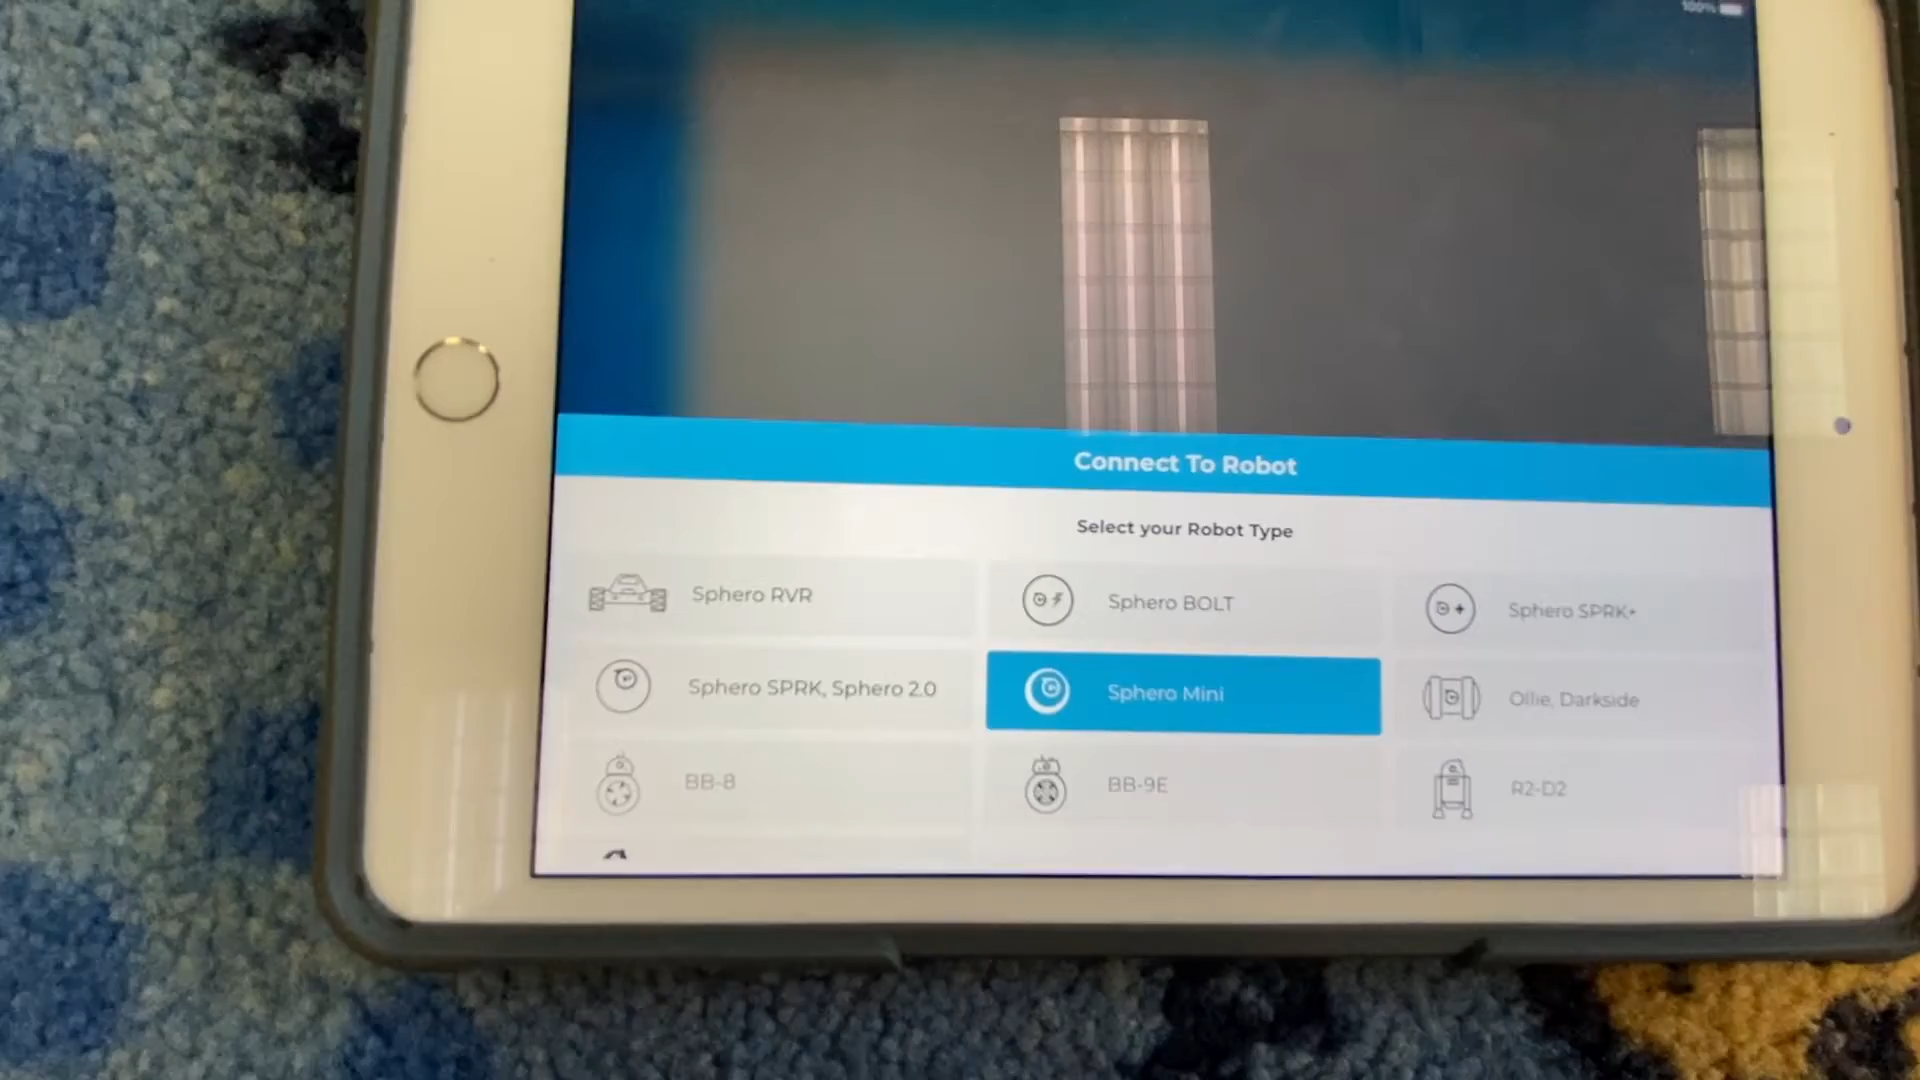 100%
Connect To Robot
Select your Robot Type
Sphero RVR
Sphero BOLT
Sphero SPRK+
Sphero SPRK, Sphero 2.0
Sphero Mini
Ollie, Darkside
BB-8
BB-9E
R2-D2